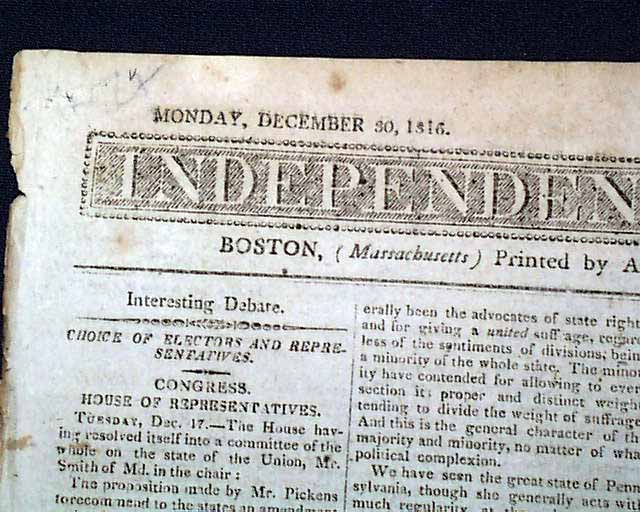 MONDAY, DECEMBER 30, 1816.
INDEPENDEN
BOSTON, (Massachusetts) Printed by A
Interesting Debate.
CHOICE OF ELECTORS AND REPRE-
SENTATIVES.
CONGRESS.
HOUSE OF REPRESENTATIVES.
TUESDAY, Dec. 17.—The House hav-
ing resolved itself into a committee of the
whole on the state of the Union, Mr.
Smith of Md. in the chair:
The proposition made by Mr. Pickens
to recommend to the states an amendment
erally been the advocates of state right
and for giving a united suffrage, regard
less of the sentiments of divisions, bein
a minority of the whole state. The minor
ity have contended for allowing to every
section its proper and distinct weigh
tending to divide the weight of suffrage
And this is the general character of th
majority and minority, no matter of wha
political complexion.
We have seen the great state of Penn
sylvania, though she generally acts with
much regularity, at the